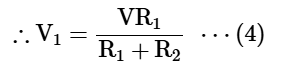 ∴ V₁ = VR₁ / (R₁ + R₂) ⋯ (4)